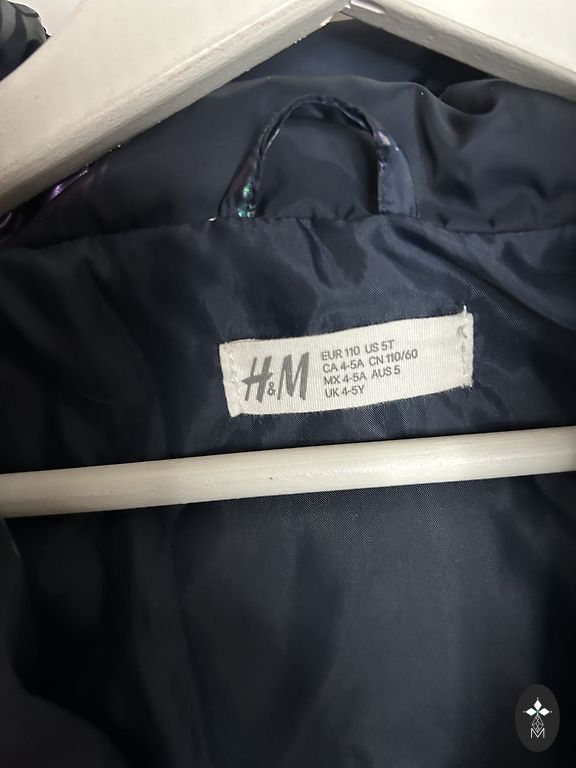 H&M
EUR 110 US 5T
CA 4-5A CN 110/60
MX 4-5A AUS 5
UK 4-5Y
M